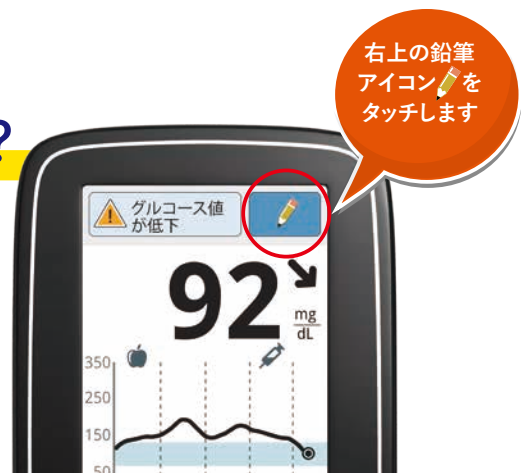 右上の鉛筆
アイコンを
タッチします
?
グルコース値
が低下
92
mg
dL
350
250
150
50